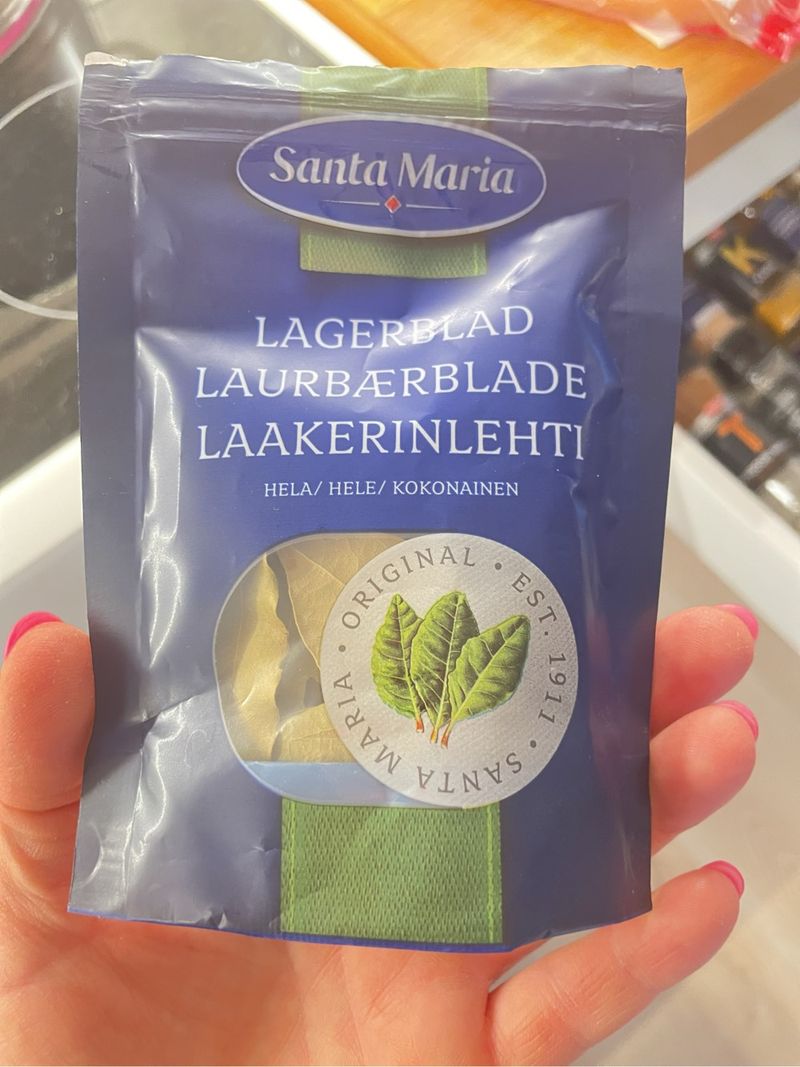 Santa Maria
LAGERBLAD
LAURBÆRBLADE
LAAKERINLEHTI
HELA/ HELE/ KOKONAINEN
ORIGINAL • EST. 1911 • SANTA MARIA •
K